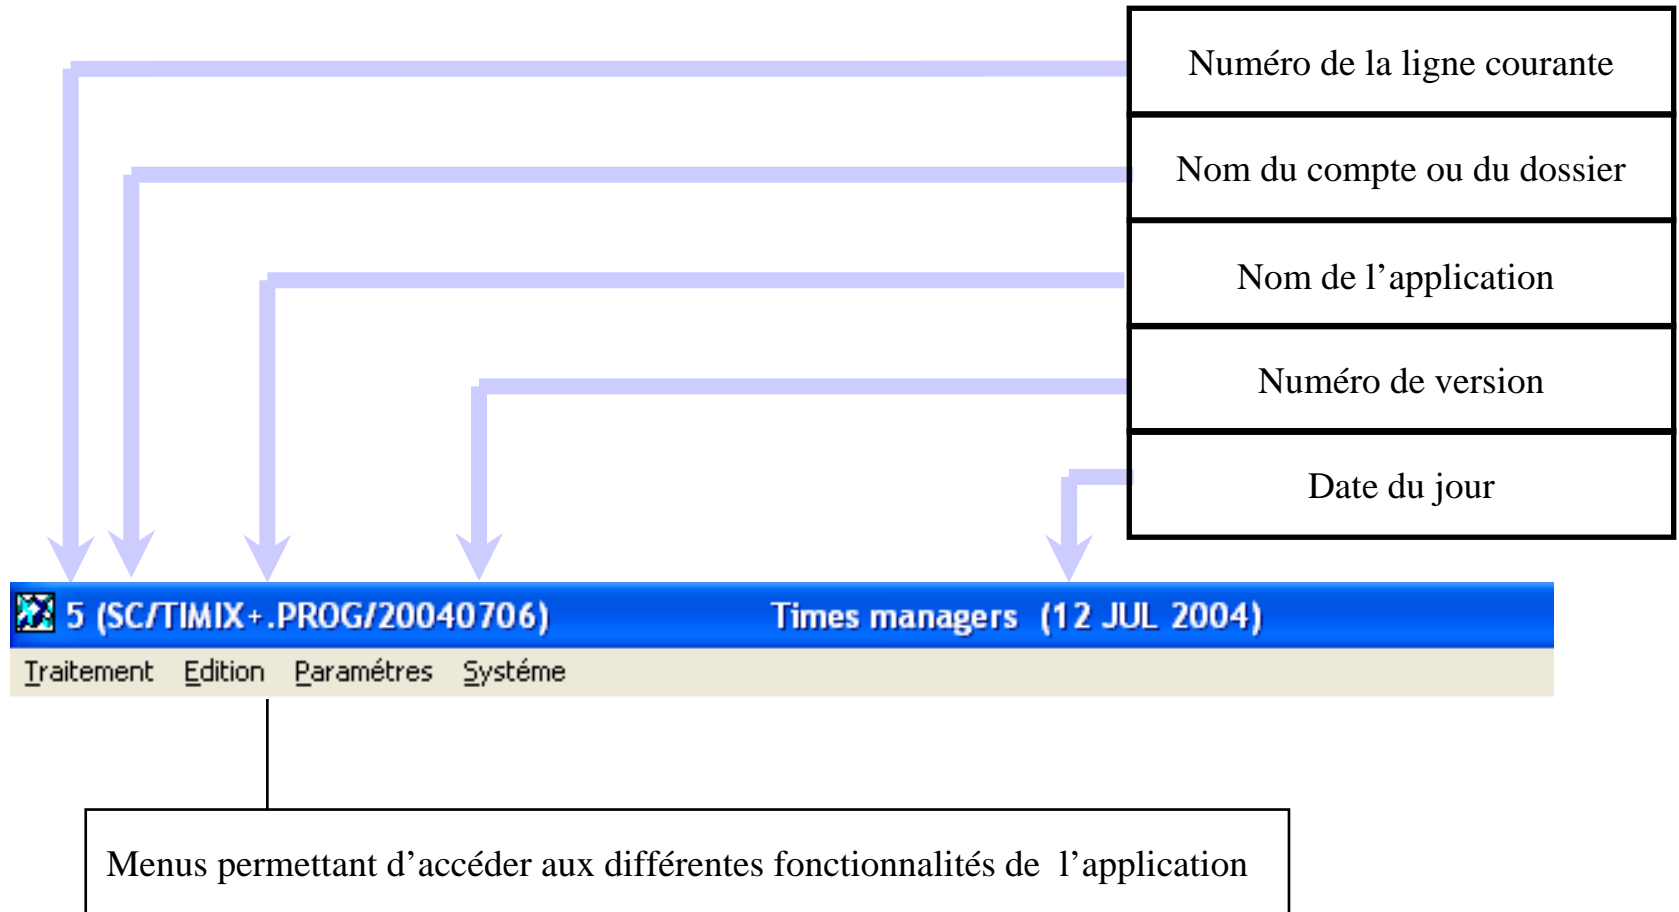 Numéro de la ligne courante
Nom du compte ou du dossier
Nom de l’application
Numéro de version
Date du jour
5 (SC/TIMIX+.PROG/20040706) Times managers (12 JUL 2004)
Traitement Edition Paramétres Systéme
Menus permettant d’accéder aux différentes fonctionnalités de l’application